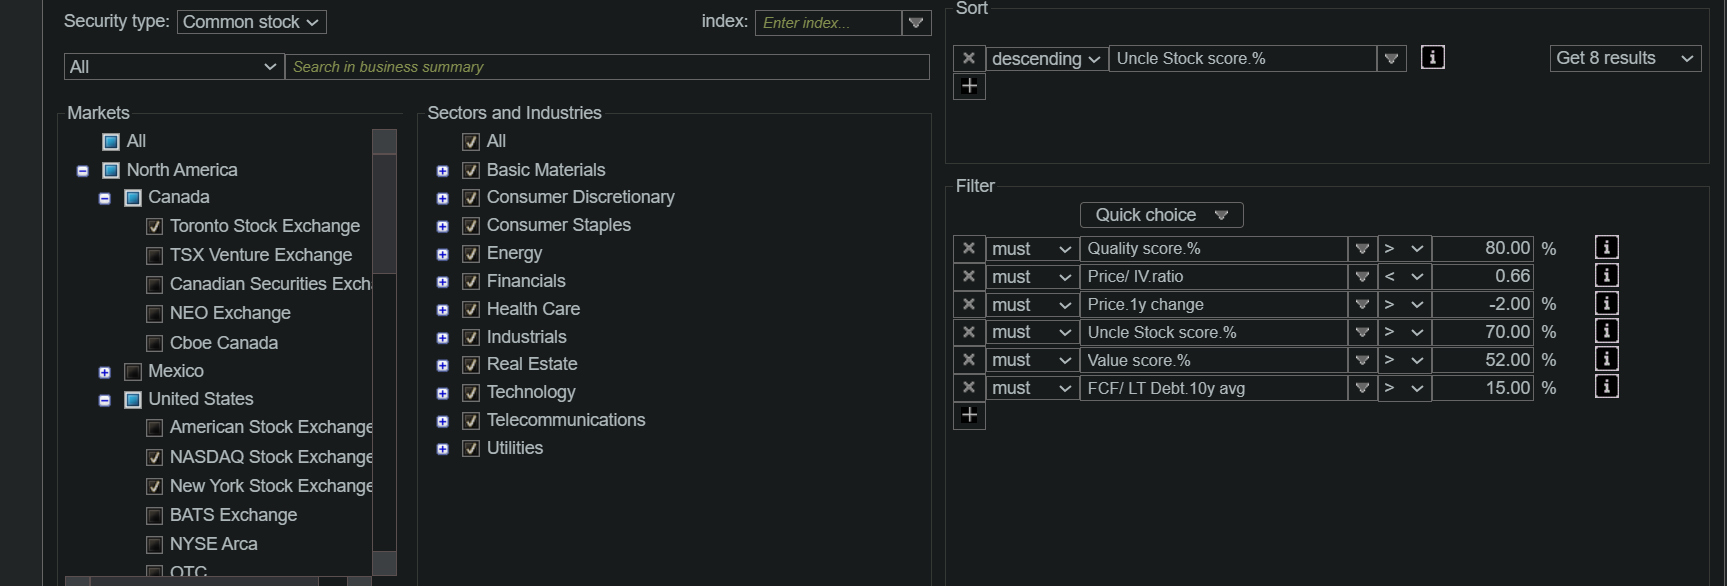 Security type: Common stock
index: Enter index...
All Search in business summary
Markets
All
North America
Canada
Toronto Stock Exchange
TSX Venture Exchange
Canadian Securities Exch
NEO Exchange
Cboe Canada
Mexico
United States
American Stock Exchange
NASDAQ Stock Exchange
New York Stock Exchange
BATS Exchange
NYSE Arca
OTC
Sectors and Industries
All
Basic Materials
Consumer Discretionary
Consumer Staples
Energy
Financials
Health Care
Industrials
Real Estate
Technology
Telecommunications
Utilities
Sort
descending Uncle Stock score.% Get 8 results
Filter
Quick choice
must Quality score.% > 80.00 %
must Price/ IV.ratio < 0.66
must Price.1y change > -2.00 %
must Uncle Stock score.% > 70.00 %
must Value score.% > 52.00 %
must FCF/ LT Debt.10y avg > 15.00 %